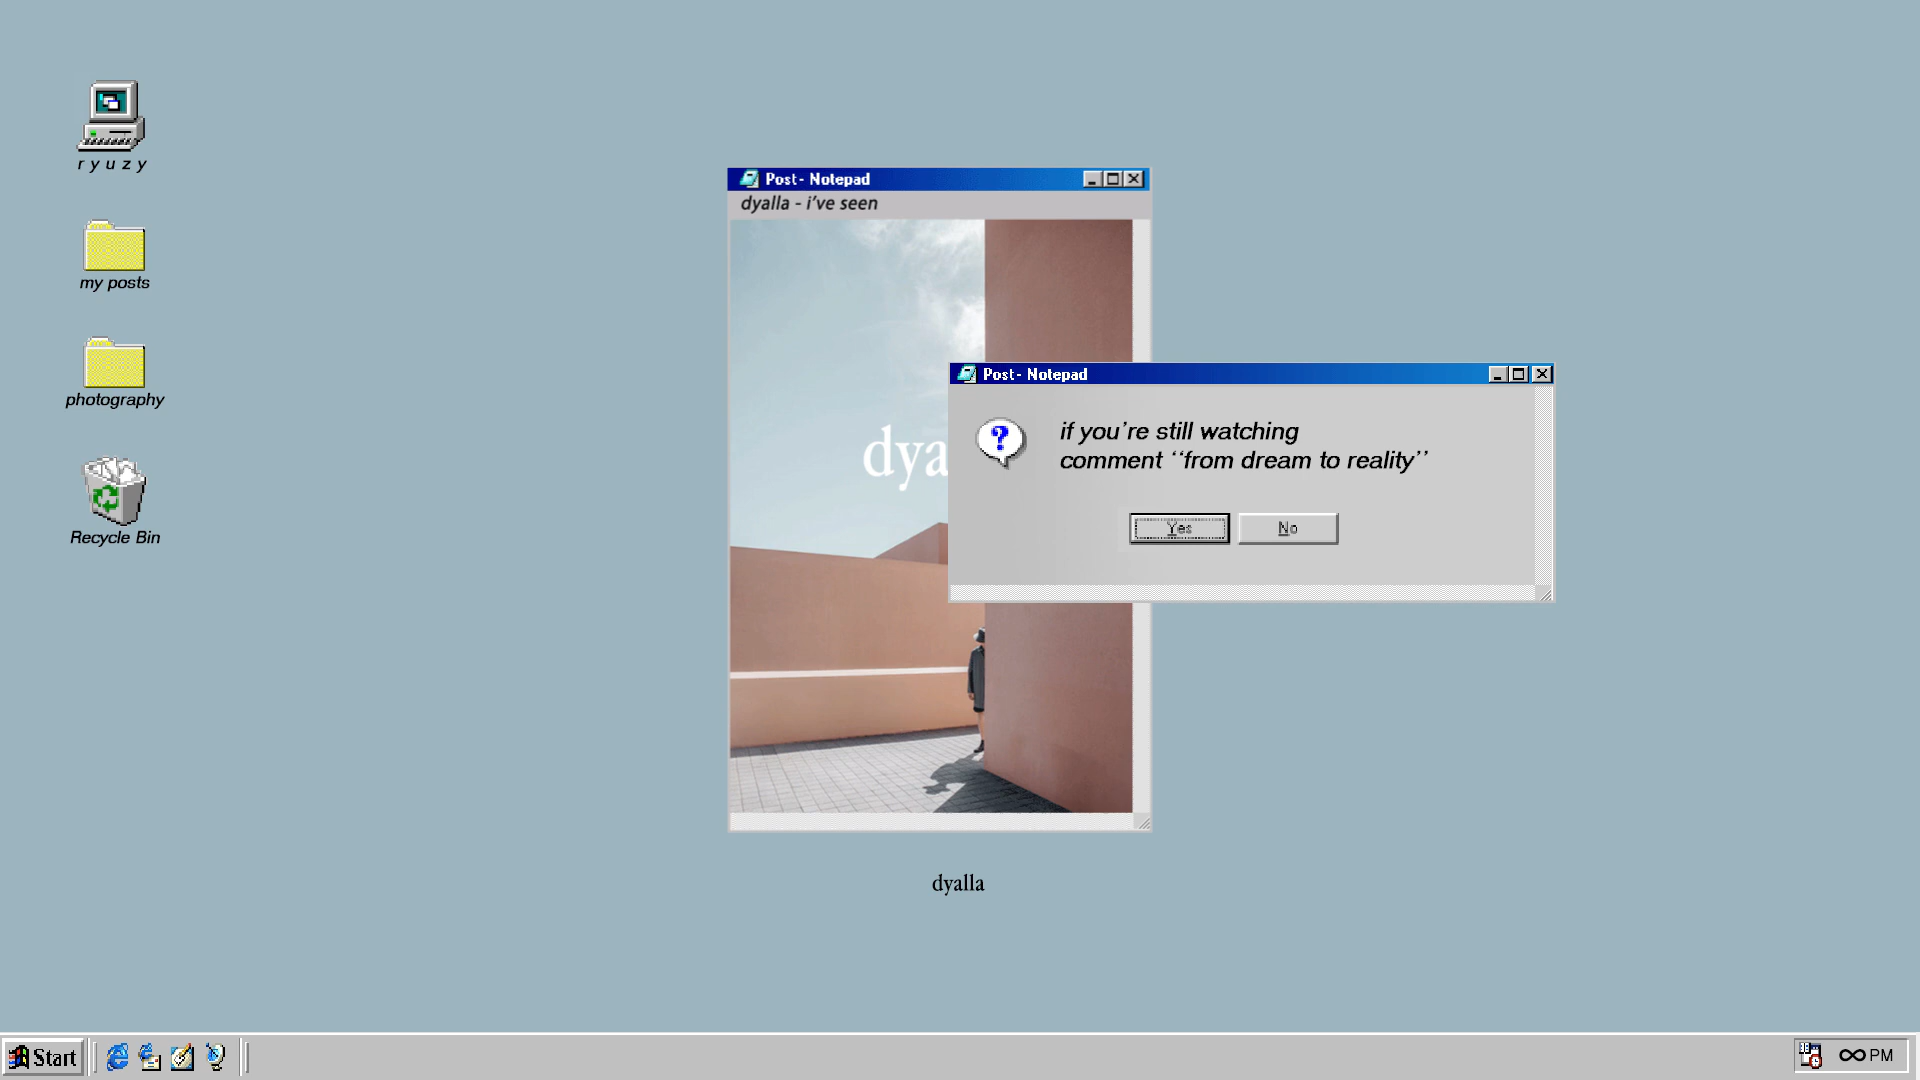 r y u z y
my posts
photography
Recycle Bin
Post - Notepad
dyalla - i've seen
dya
Post - Notepad
?
if you're still watching
comment ''from dream to reality''
Yes
No
dyalla
Start
∞ PM